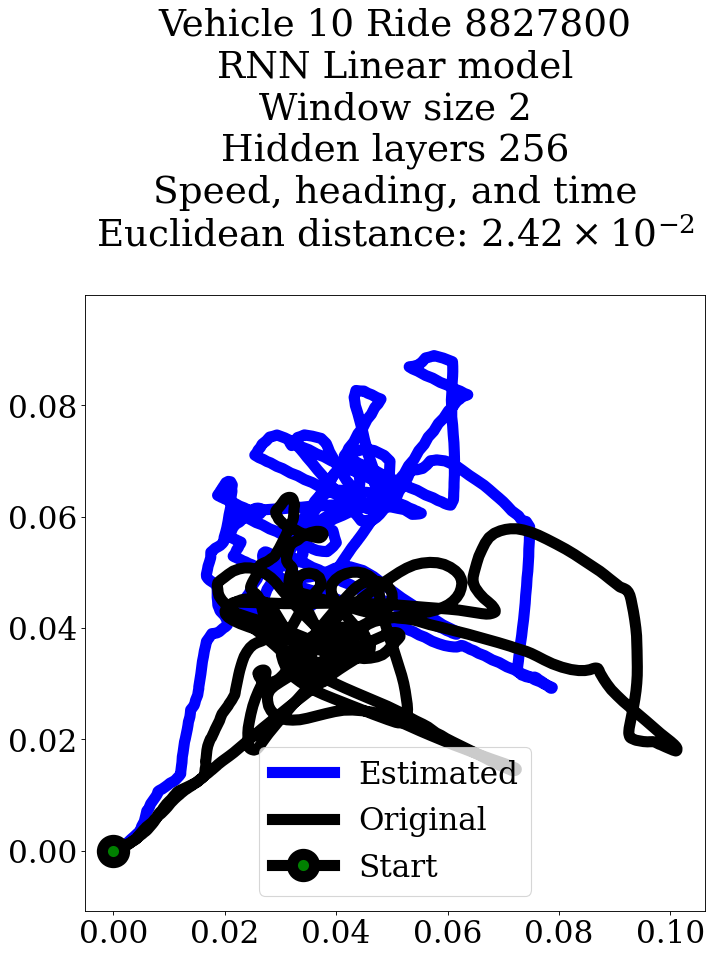 Vehicle 10 Ride 8827800
RNN Linear model
Window size 2
Hidden layers 256
Speed, heading, and time
Euclidean distance: 2.42 × 10⁻²
0.08
0.06
0.04
0.02
0.00
Estimated
Original
Start
0.00 0.02 0.04 0.06 0.08 0.10